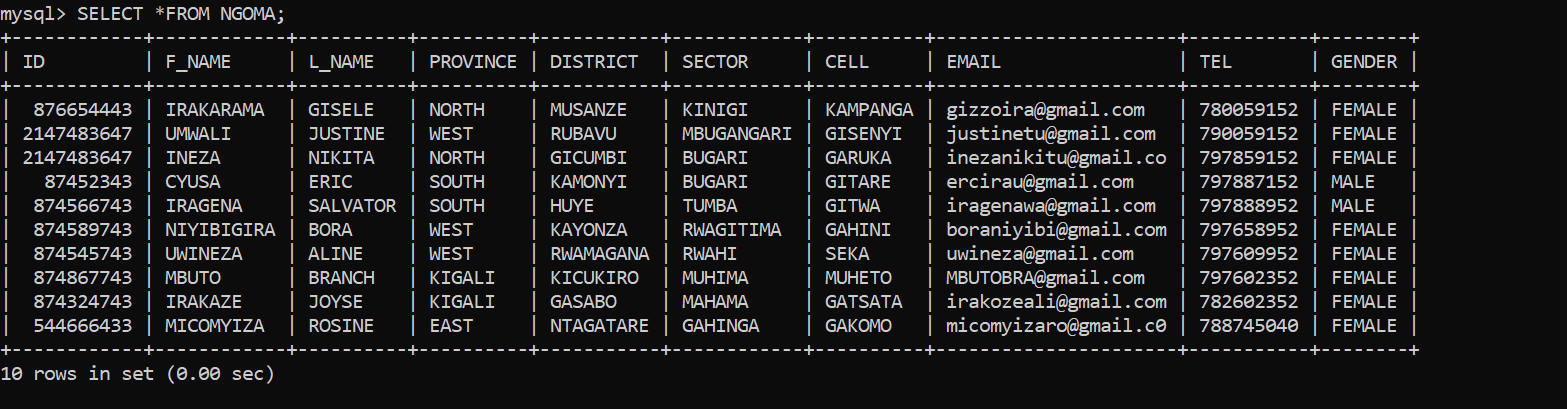 mysql> SELECT *FROM NGOMA;
+------------+------------+----------+----------+-----------+------------+----------+----------------------+-----------+--------+
| ID         | F_NAME     | L_NAME   | PROVINCE | DISTRICT  | SECTOR     | CELL     | EMAIL                | TEL       | GENDER |
+------------+------------+----------+----------+-----------+------------+----------+----------------------+-----------+--------+
|  876654443 | IRAKARAMA  | GISELE   | NORTH    | MUSANZE   | KINIGI     | KAMPANGA | gizzoira@gmail.com   | 780059152 | FEMALE |
| 2147483647 | UMWALI     | JUSTINE  | WEST     | RUBAVU    | MBUGANGARI | GISENYI  | justinetu@gmail.com  | 790059152 | FEMALE |
| 2147483647 | INEZA      | NIKITA   | NORTH    | GICUMBI   | BUGARI     | GARUKA   | inezanikitu@gmail.co | 797859152 | FEMALE |
|   87452343 | CYUSA      | ERIC     | SOUTH    | KAMONYI   | BUGARI     | GITARE   | ercirau@gmail.com    | 797887152 | MALE   |
|  874566743 | IRAGENA    | SALVATOR | SOUTH    | HUYE      | TUMBA      | GITWA    | iragenawa@gmail.com  | 797888952 | MALE   |
|  874589743 | NIYIBIGIRA | BORA     | WEST     | KAYONZA   | RWAGITIMA  | GAHINI   | boraniyibi@gmail.com | 797658952 | FEMALE |
|  874545743 | UWINEZA    | ALINE    | WEST     | RWAMAGANA | RWAHI      | SEKA     | uwineza@gmail.com    | 797609952 | FEMALE |
|  874867743 | MBUTO      | BRANCH   | KIGALI   | KICUKIRO  | MUHIMA     | MUHETO   | MBUTOBRA@gmail.com   | 797602352 | FEMALE |
|  874324743 | IRAKAZE    | JOYSE    | KIGALI   | GASABO    | MAHAMA     | GATSATA  | irakozeali@gmail.com | 782602352 | FEMALE |
|  544666433 | MICOMYIZA  | ROSINE   | EAST     | NTAGATARE | GAHINGA    | GAKOMO   | micomyizaro@gmail.c0 | 788745040 | FEMALE |
+------------+------------+----------+----------+-----------+------------+----------+----------------------+-----------+--------+
10 rows in set (0.00 sec)